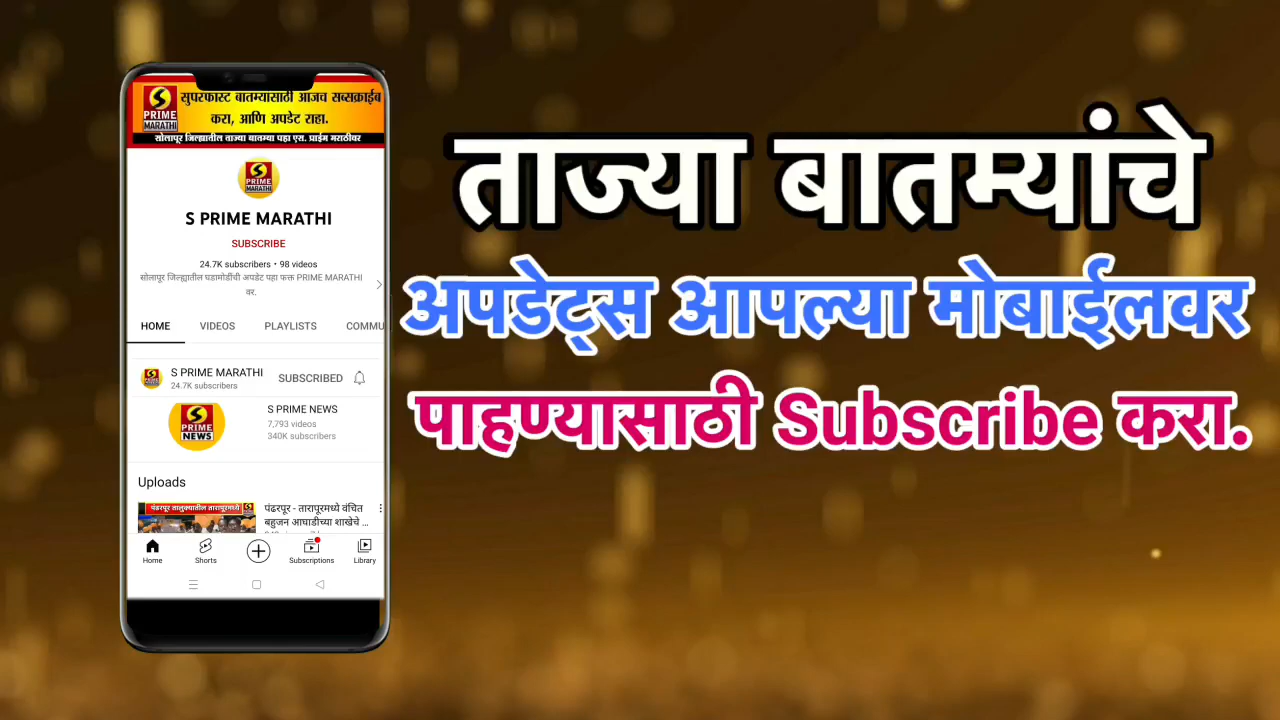 सुपरफास्ट बातम्यासाठी आजच सब्सक्राईब
करा, आणि अपडेट राहा.
S
PRIME
MARATHI
सोलापूर जिल्ह्यातील ताज्या बातम्या पहा एस. प्राईम मराठीवर
S
PRIME
MARATHI
S PRIME MARATHI
SUBSCRIBE
24.7K subscribers • 98 videos
सोलापूर जिल्ह्यातील घडामोडींची अपडेट पहा फक्त PRIME MARATHI
वर.
HOME VIDEOS PLAYLISTS COMMU
S PRIME MARATHI
24.7K subscribers
SUBSCRIBED
S
PRIME
NEWS
S PRIME NEWS
7,793 videos
340K subscribers
Uploads
पंढरपूर तालुक्यातील तारापूरमध्ये
पंढरपूर - तारापूरमध्ये वंचित
बहुजन आघाडीच्या शाखेचे ...
Home Shorts Subscriptions Library
ताज्या बातम्यांचे
अपडेट्स आपल्या मोबाईलवर
पाहण्यासाठी Subscribe करा.